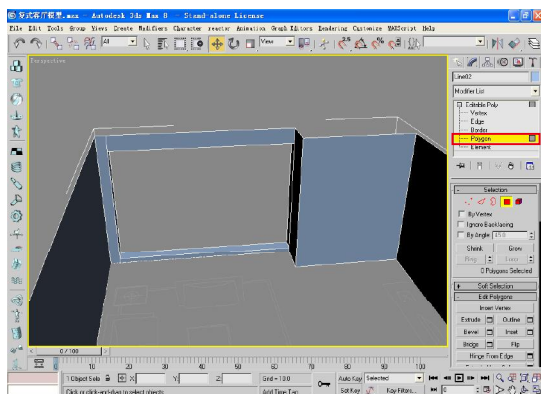 复式客厅模型.max - Autodesk 3ds Max 8 - Stand-alone License
File Edit Tools Group Views Create Modifiers Character reactor Animation Graph Editors Rendering Customize MAXScript Help
All
View
Perspective
Line02
Modifier List
Editable Poly
Vertex
Edge
Border
Polygon
Element
Selection
By Vertex
Ignore Backfacing
By Angle 45.0
Shrink Grow
Ring Loop
0 Polygons Selected
Soft Selection
Edit Polygons
Insert Vertex
Extrude Outline
Bevel Inset
Bridge Flip
Hinge From Edge
0 / 100
0 10 20 30 40 50 60 70 80 90 100
1 Object Sele X: Y: Z: Grid = 10.0 Auto Key Selected
Click or click-and-drag to select objects Add Time Tag Set Key Key Filters... 0